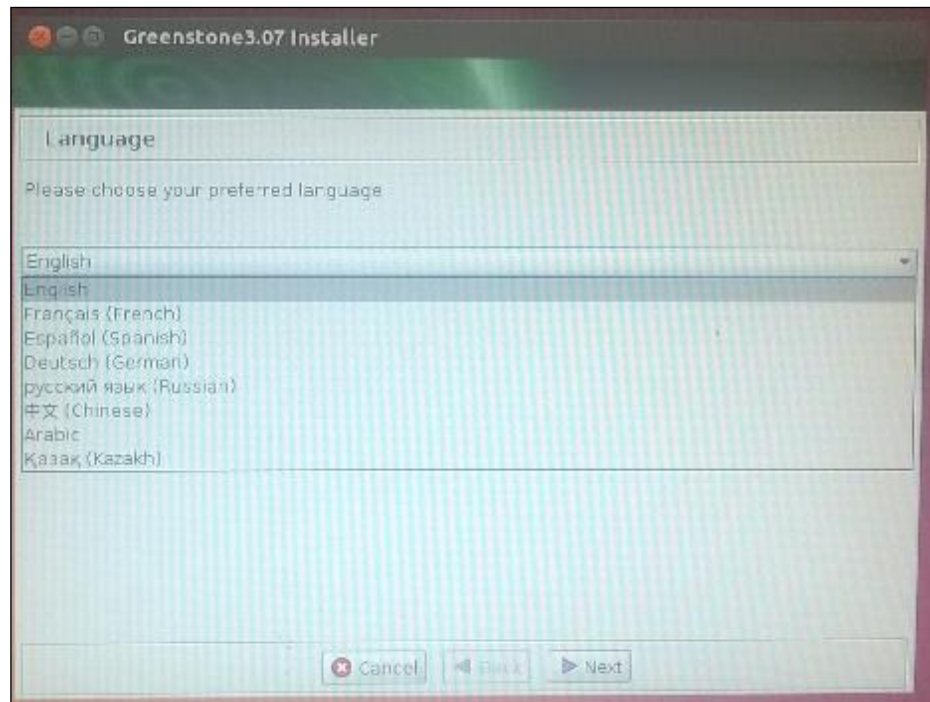 Greenstone3.07 Installer
Language
Please choose your preferred language
English
English
Français (French)
Español (Spanish)
Deutsch (German)
русский язык (Russian)
中文 (Chinese)
Arabic
Қазақ (Kazakh)
Cancel Back Next